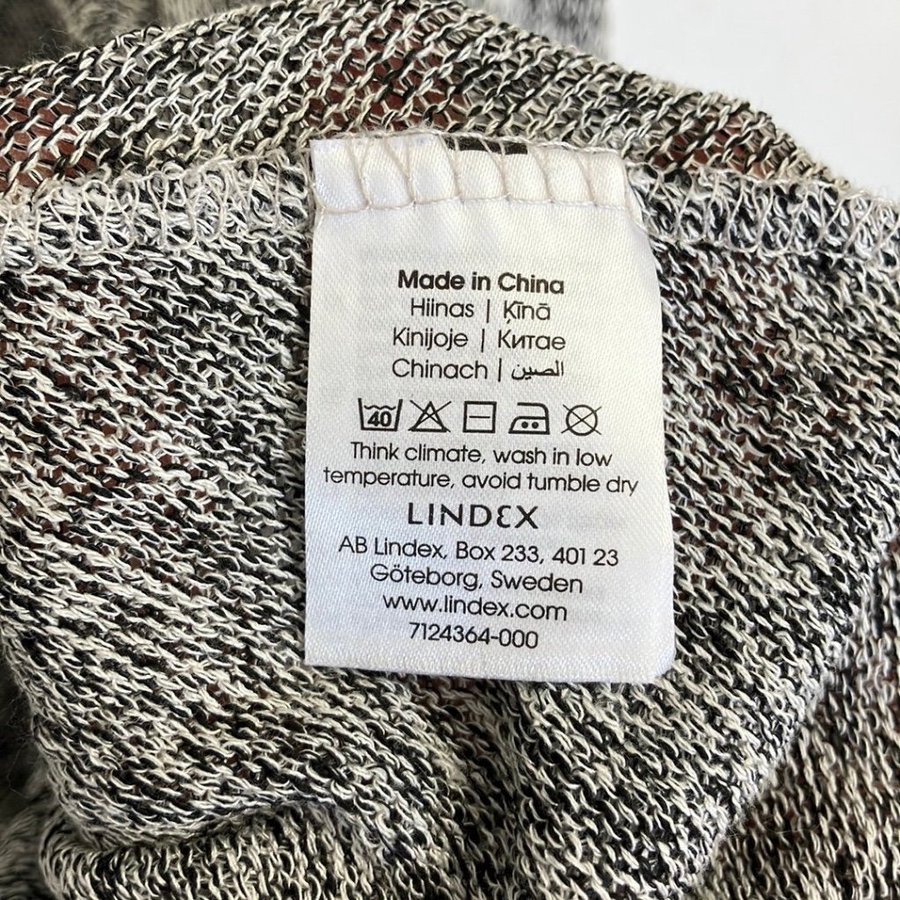 Made in China
Hiinas | Ķīnā
Kinijoje | Китае
Chinach | الصين
40
Think climate, wash in low
temperature, avoid tumble dry
LINDEX
AB Lindex, Box 233, 401 23
Göteborg, Sweden
www.lindex.com
7124364-000